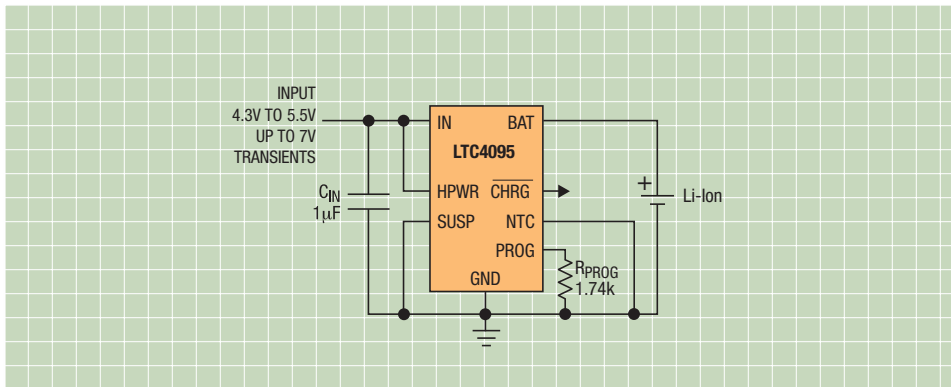 INPUT
4.3V TO 5.5V
UP TO 7V
TRANSIENTS
IN
BAT
LTC4095
CIN
1µF
HPWR
CHRG
SUSP
NTC
PROG
GND
+
Li-Ion
RPROG
1.74k